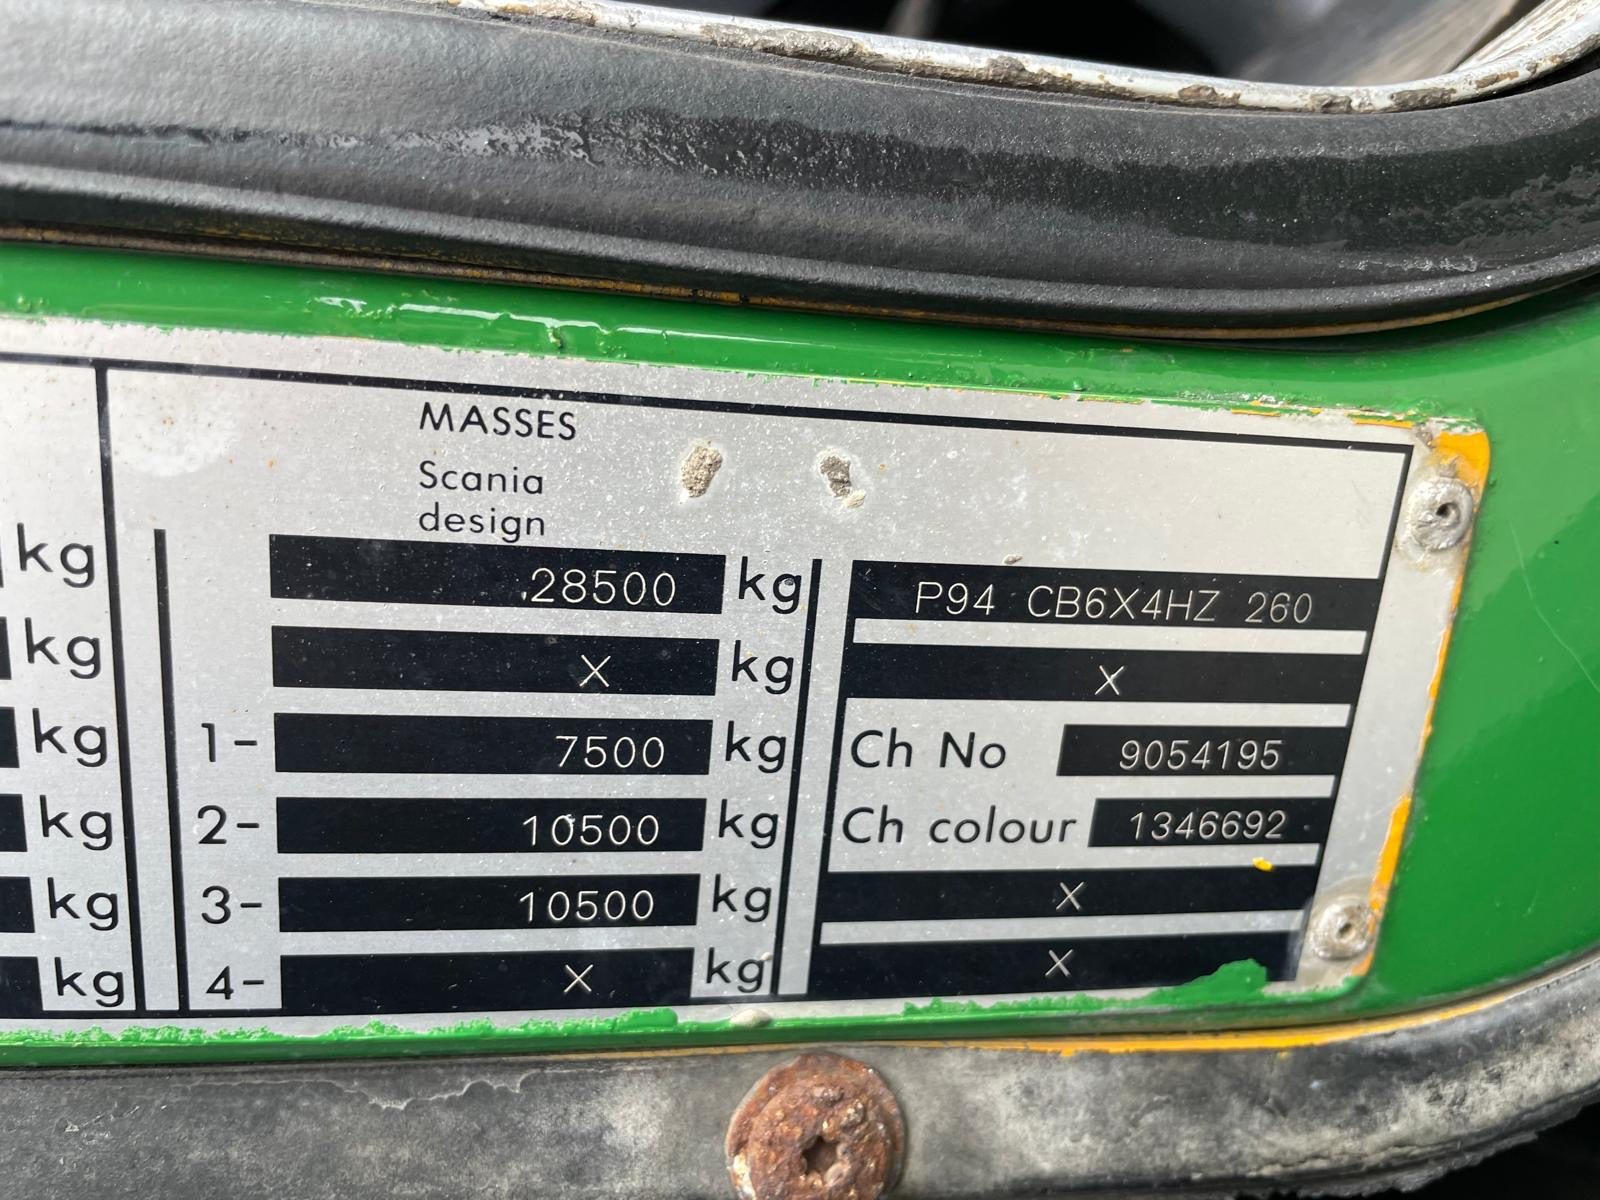 MASSES
Scania
design
kg 28500 kg P94 CB6X4HZ 260
kg X kg X
kg 1- 7500 kg Ch No 9054195
kg 2- 10500 kg Ch colour 1346692
kg 3- 10500 kg X
kg 4- X kg X